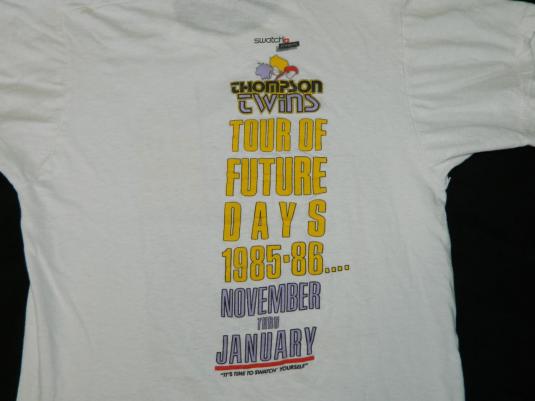 swatch
THOMPSON
TWINS
TOUR OF
FUTURE
DAYS
1985-86....
NOVEMBER
THRU
JANUARY
"IT'S TIME TO SWATCH YOURSELF"